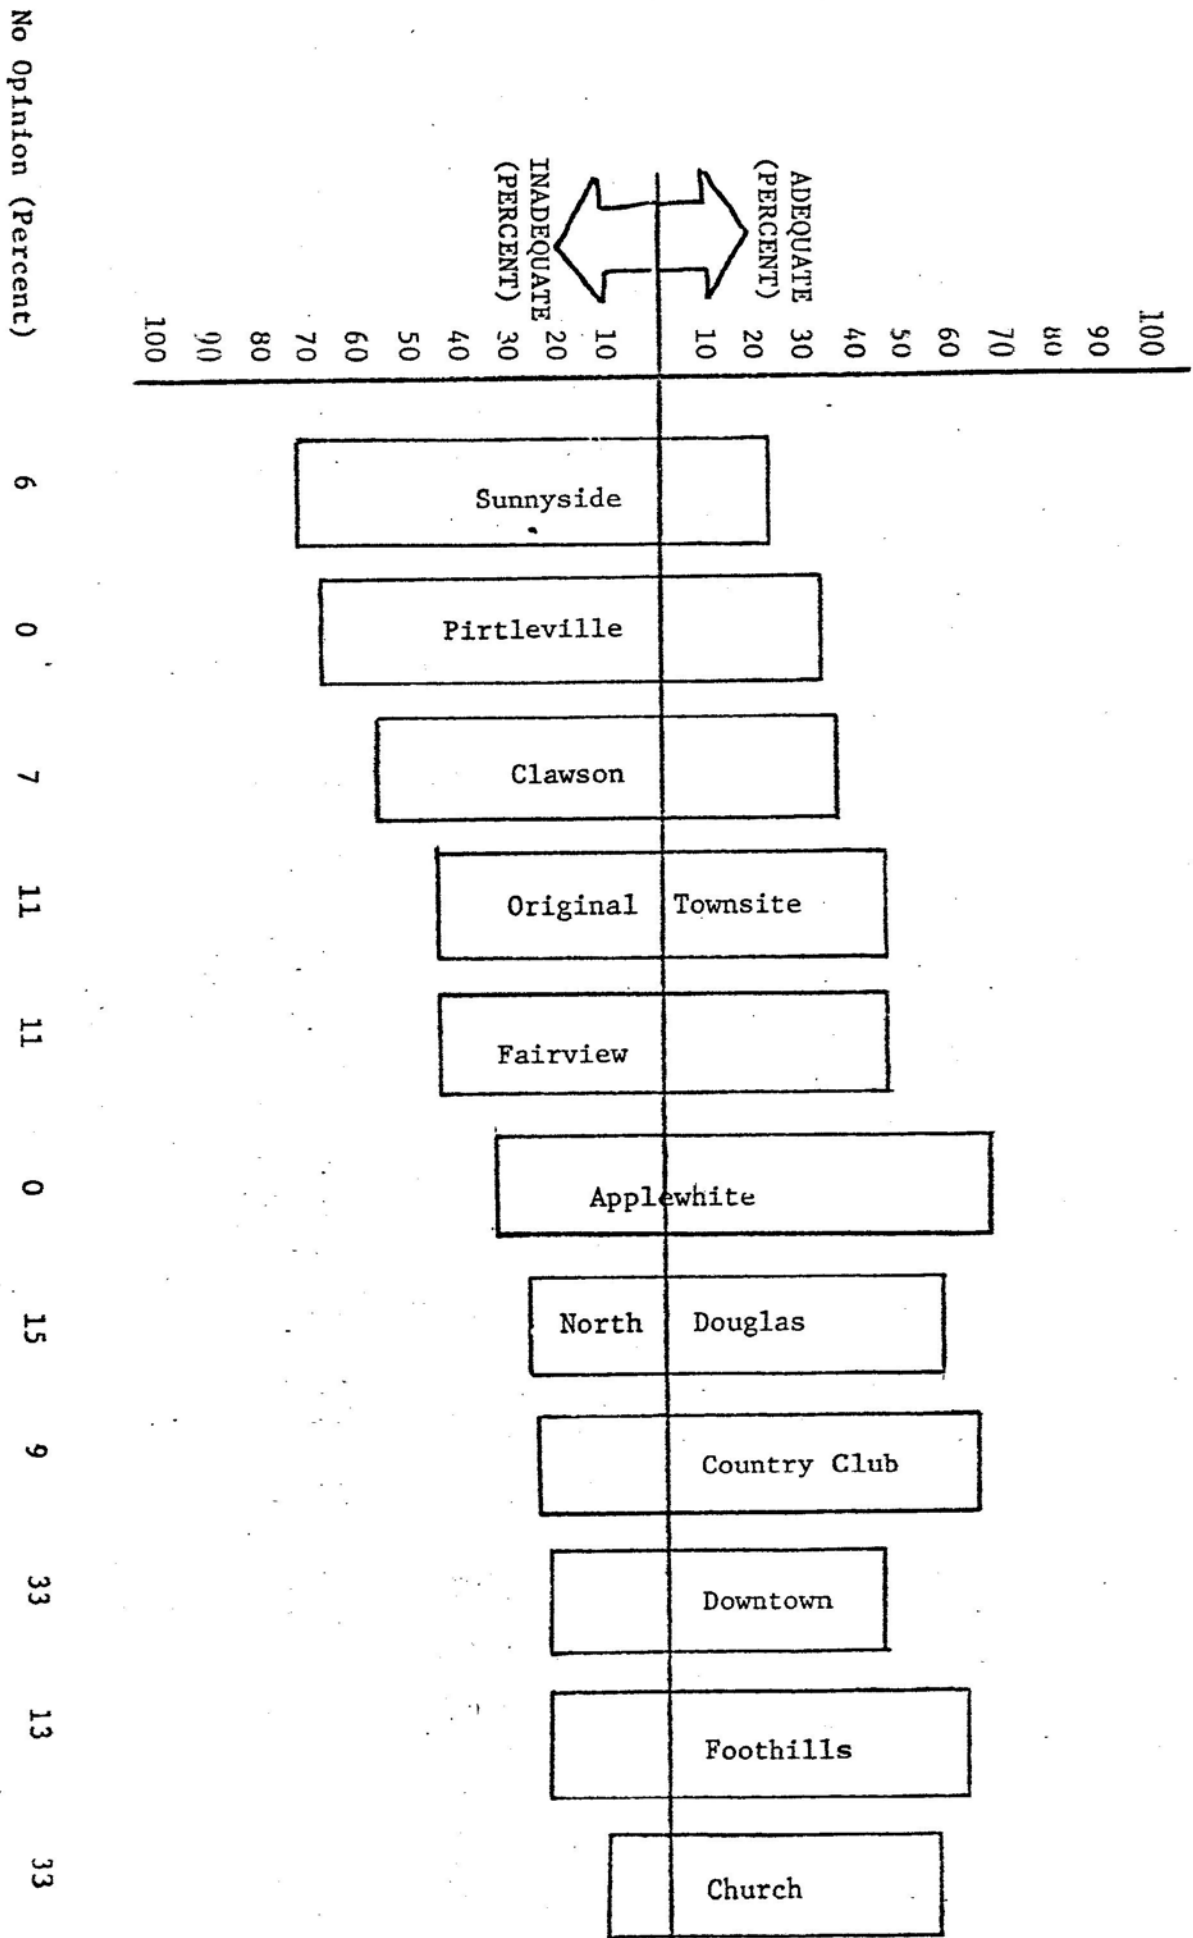 No Opinion (Percent)
ADEQUATE
(PERCENT)
INADEQUATE
(PERCENT)
100
90
80
70
60
50
40
30
20
10
10
20
30
40
50
60
70
80
90
100
Sunnyside
Pirtleville
Clawson
Original Townsite
Fairview
Applewhite
North Douglas
Country Club
Downtown
Foothills
Church
6
0
7
11
11
0
15
9
33
13
33